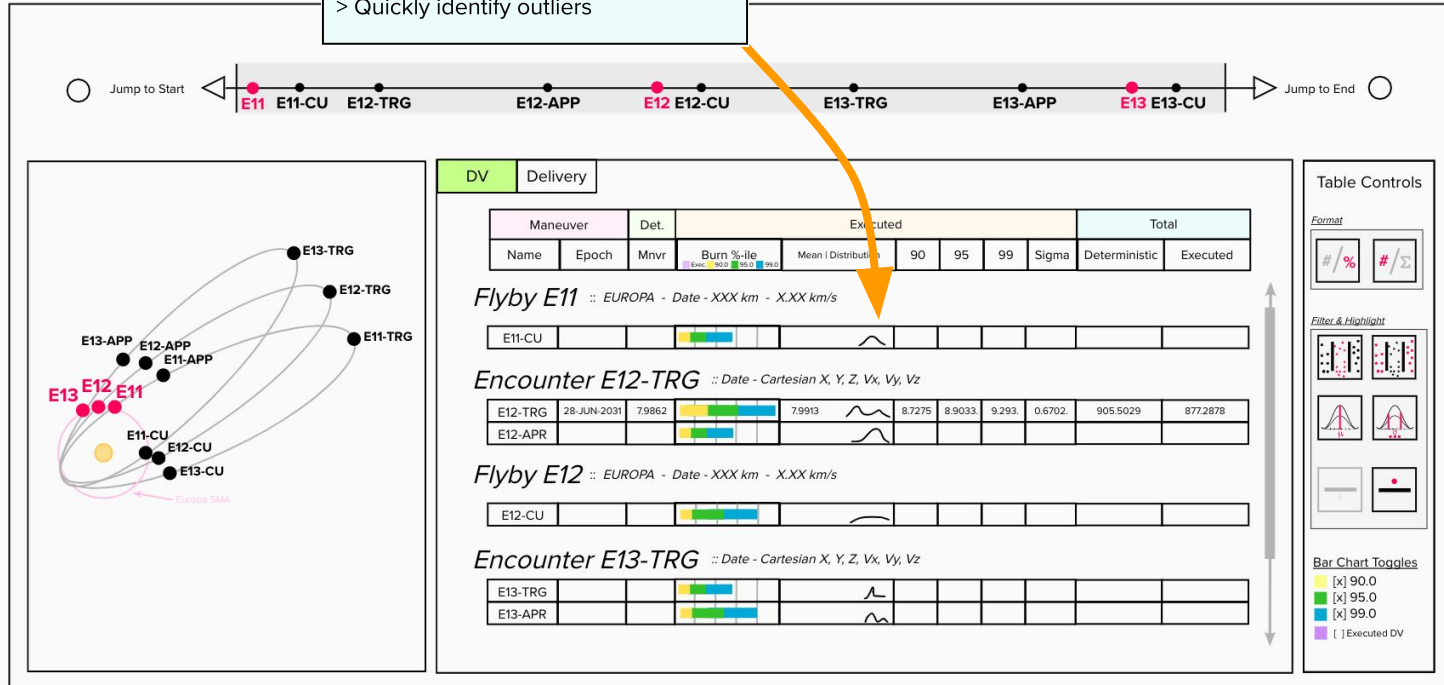 > Quickly identify outliers
Jump to Start
E11 E11-CU E12-TRG E12-APP E12 E12-CU E13-TRG E13-APP E13 E13-CU
Jump to End
E13-TRG
E12-TRG
E11-TRG
E13-APP
E12-APP
E11-APP
E13 E12 E11
E11-CU
E12-CU
E13-CU
Europa SMA
DV Delivery
Maneuver Det. Executed Total
Name Epoch Mnvr Burn %-ile Mean | Distribution 90 95 99 Sigma Deterministic Executed
Exec. 90.0 95.0 99.0
Flyby E11 :: EUROPA - Date - XXX km - X.XX km/s
E11-CU
Encounter E12-TRG :: Date - Cartesian X, Y, Z, Vx, Vy, Vz
E12-TRG 28-JUN-2031 7.9862 7.9913 8.7275 8.9033. 9.293. 0.6702. 905.5029 877.2878
E12-APR
Flyby E12 :: EUROPA - Date - XXX km - X.XX km/s
E12-CU
Encounter E13-TRG :: Date - Cartesian X, Y, Z, Vx, Vy, Vz
E13-TRG
E13-APR
Table Controls
Format
#/% #/Σ
Filter & Highlight
μ σ
Bar Chart Toggles
[x] 90.0
[x] 95.0
[x] 99.0
[ ] Executed DV